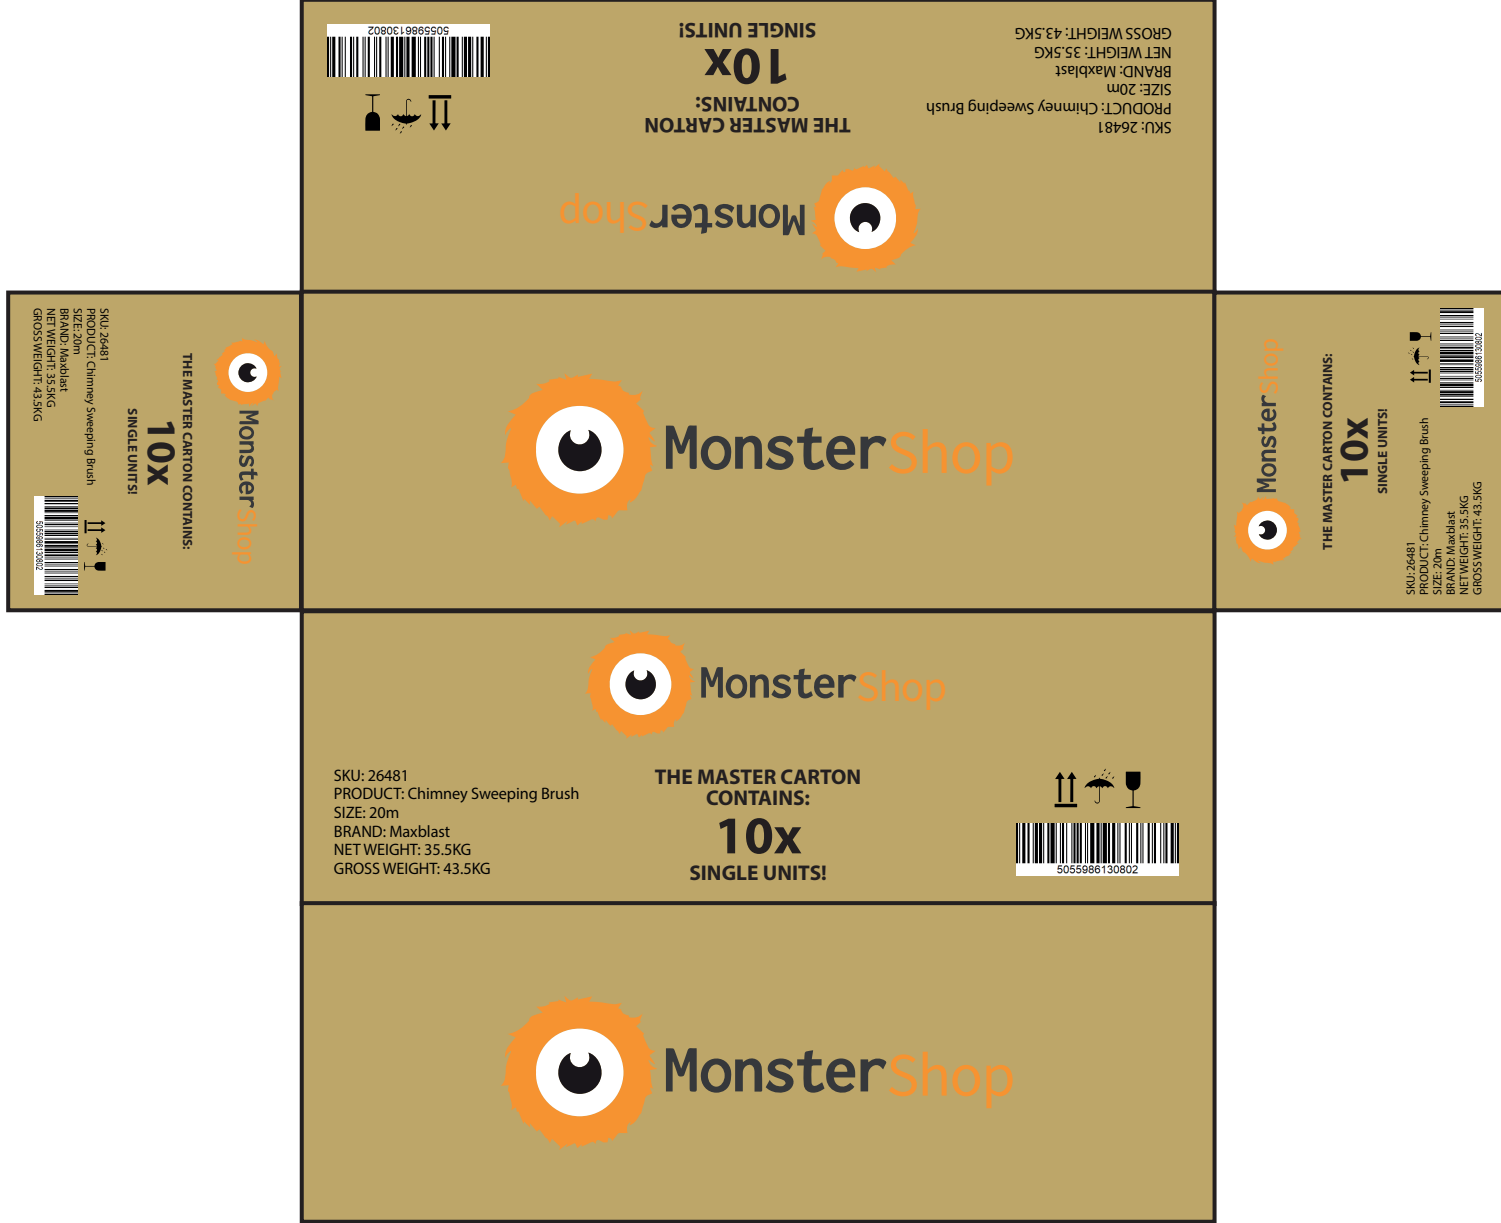 5055986130802
THE MASTER CARTON
CONTAINS:
10x
SINGLE UNITS!
SKU: 26481
PRODUCT: Chimney Sweeping Brush
SIZE: 20m
BRAND: Maxblast
NET WEIGHT: 35.5KG
GROSS WEIGHT: 43.5KG
MonsterShop
SKU: 26481
PRODUCT: Chimney Sweeping Brush
SIZE: 20m
BRAND: Maxblast
NET WEIGHT: 35.5KG
GROSS WEIGHT: 43.5KG
THE MASTER CARTON CONTAINS:
10x
SINGLE UNITS!
MonsterShop
5055986130802
MonsterShop
MonsterShop
THE MASTER CARTON CONTAINS:
10x
SINGLE UNITS!
SKU: 26481
PRODUCT: Chimney Sweeping Brush
SIZE: 20m
BRAND: Maxblast
NET WEIGHT: 35.5KG
GROSS WEIGHT: 43.5KG
5055986130802
MonsterShop
SKU: 26481
PRODUCT: Chimney Sweeping Brush
SIZE: 20m
BRAND: Maxblast
NET WEIGHT: 35.5KG
GROSS WEIGHT: 43.5KG
THE MASTER CARTON
CONTAINS:
10x
SINGLE UNITS!
5055986130802
MonsterShop